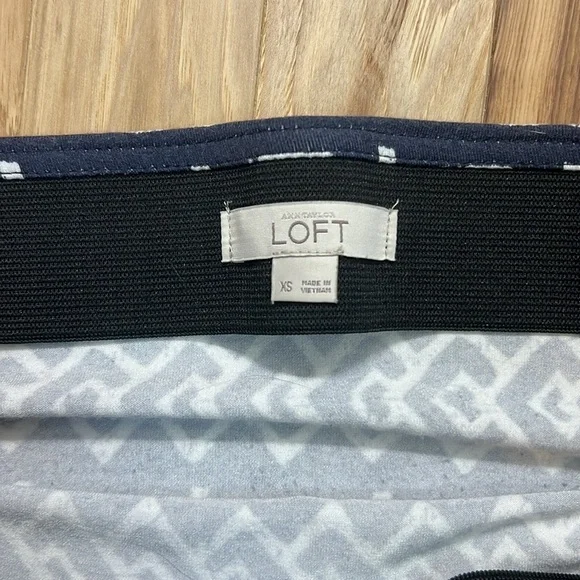 ANN TAYLOR
LOFT
XS
MADE IN
VIETNAM